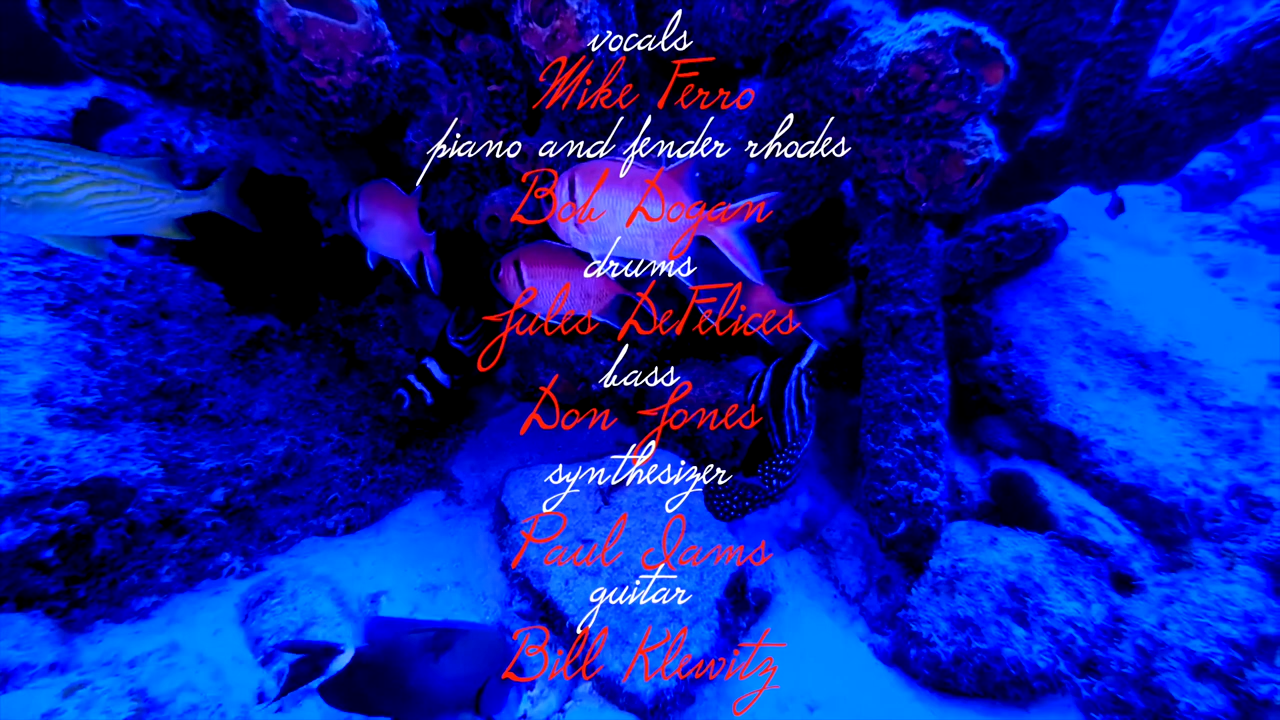 vocals
Mike Ferro
piano and fender rhodes
Bob Dogan
drums
Jules DeFelices
bass
Don Jones
synthesizer
Paul Iams
guitar
Bill Klewitz